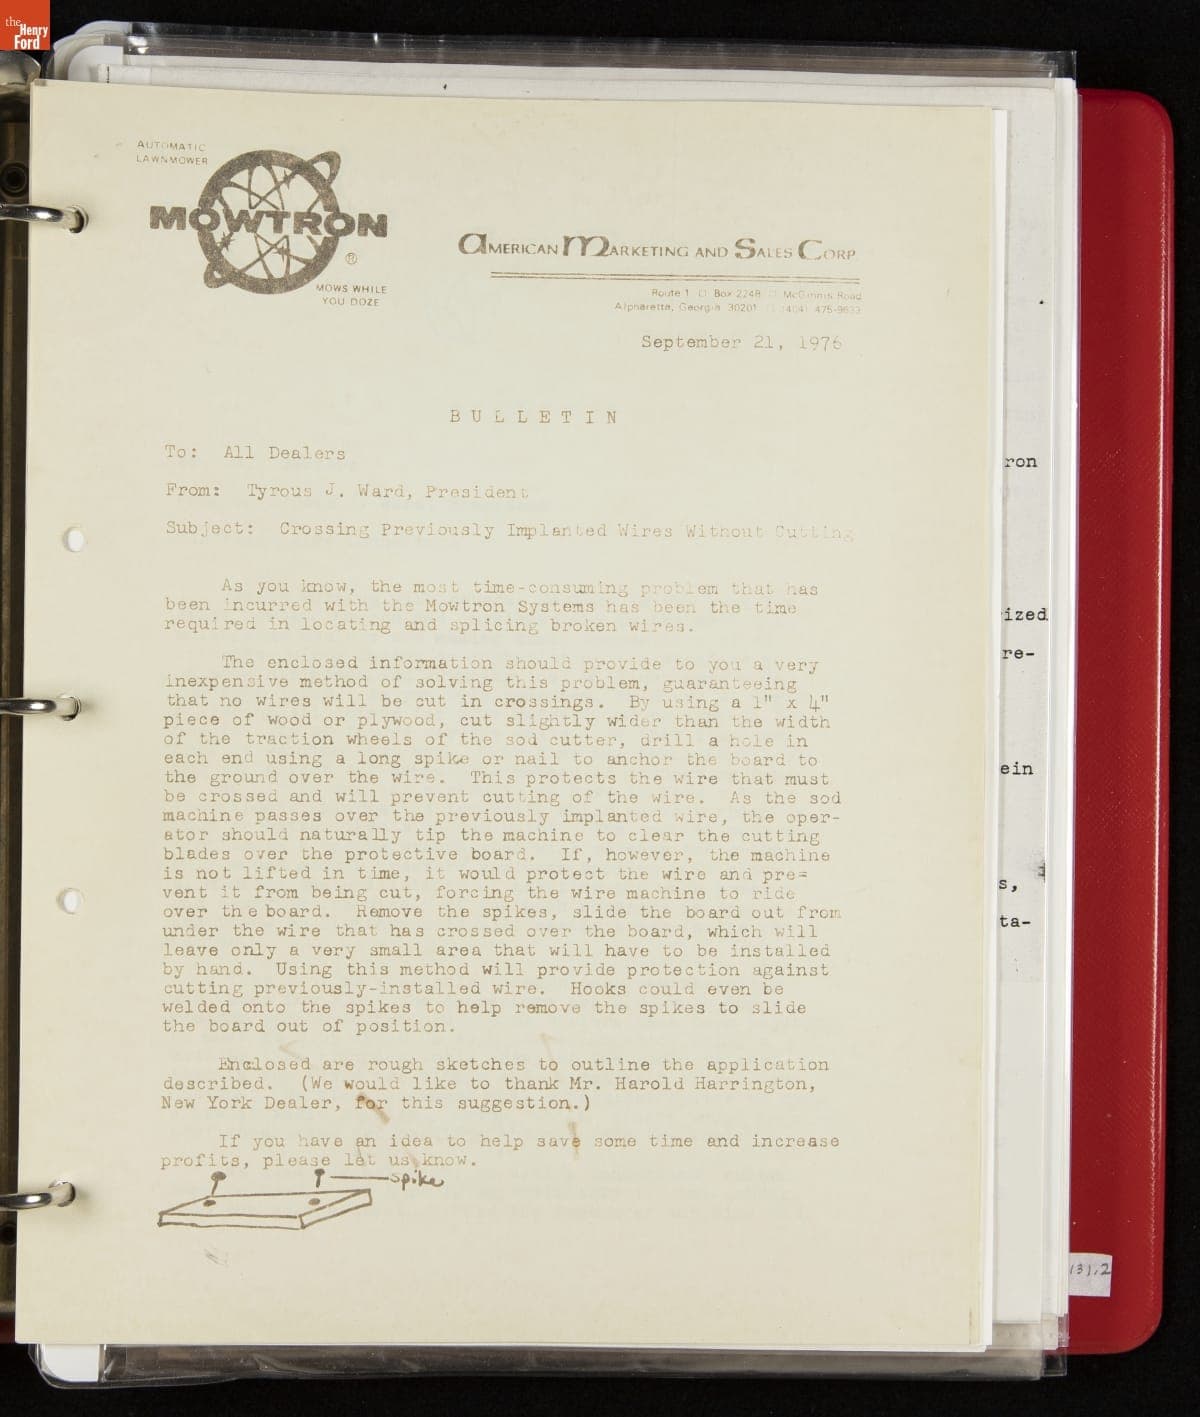 the
Henry
Ford
AUTOMATIC
LAWNMOWER
MOWTRON
®
MOWS WHILE
YOU DOZE
AMERICAN MARKETING AND SALES CORP
Route 1 □ Box 224B □ McGinnis Road
Alpharetta, Georgia 30201 □ (404) 475-9633
September 21, 1976
BULLETIN
To: All Dealers
From: Tyrous J. Ward, President
Subject: Crossing Previously Implanted Wires Without Cutting
As you know, the most time-consuming problem that has
been incurred with the Mowtron Systems has been the time
required in locating and splicing broken wires.
The enclosed information should provide to you a very
inexpensive method of solving this problem, guaranteeing
that no wires will be cut in crossings. By using a 1" x 4"
piece of wood or plywood, cut slightly wider than the width
of the traction wheels of the sod cutter, drill a hole in
each end using a long spike or nail to anchor the board to
the ground over the wire. This protects the wire that must
be crossed and will prevent cutting of the wire. As the sod
machine passes over the previously implanted wire, the oper-
ator should naturally tip the machine to clear the cutting
blades over the protective board. If, however, the machine
is not lifted in time, it would protect the wire and pre=
vent it from being cut, forcing the wire machine to ride
over the board. Remove the spikes, slide the board out from
under the wire that has crossed over the board, which will
leave only a very small area that will have to be installed
by hand. Using this method will provide protection against
cutting previously-installed wire. Hooks could even be
welded onto the spikes to help remove the spikes to slide
the board out of position.
Enclosed are rough sketches to outline the application
described. (We would like to thank Mr. Harold Harrington,
New York Dealer, for this suggestion.)
If you have an idea to help save some time and increase
profits, please let us know.
spike
ron
ized
re-
ein
s,
ta-
131.2